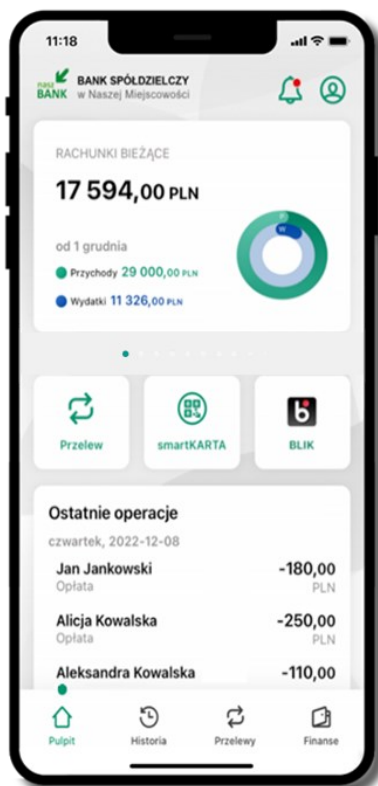 11:18
nasz BANK BANK SPÓŁDZIELCZY
w Naszej Miejscowości
RACHUNKI BIEŻĄCE
17 594,00 PLN
od 1 grudnia
Przychody 29 000,00 PLN
Wydatki 11 326,00 PLN
P
W
Przelew smartKARTA BLIK
Ostatnie operacje
czwartek, 2022-12-08
Jan Jankowski -180,00
Opłata PLN
Alicja Kowalska -250,00
Opłata PLN
Aleksandra Kowalska -110,00
Pulpit Historia Przelewy Finanse